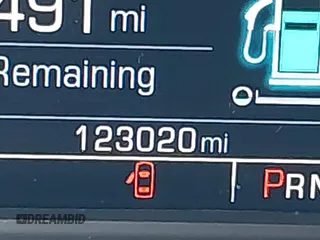 491 mi
Remaining
123020 mi
PRN
DREAMBID